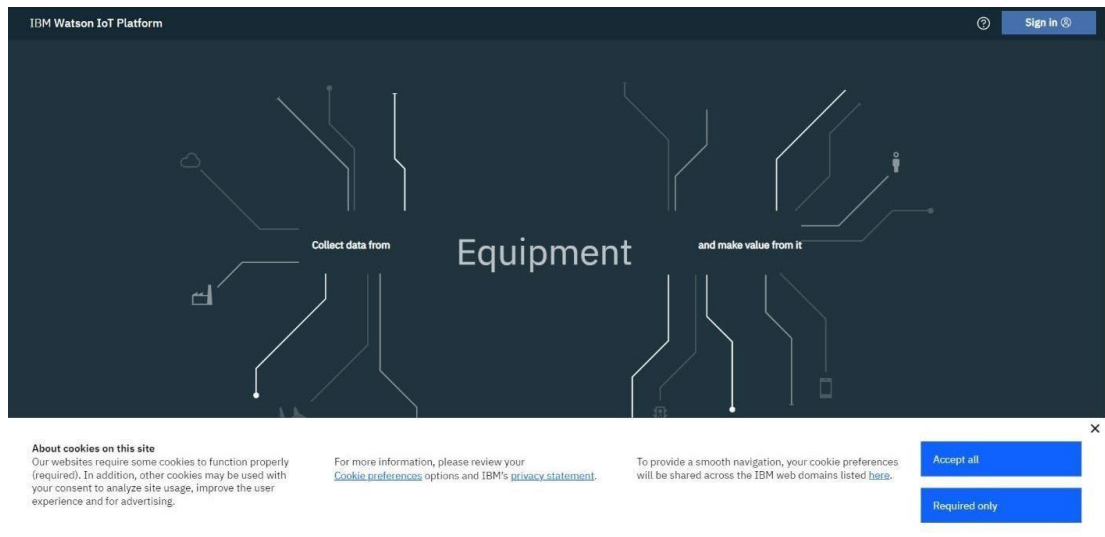 IBM Watson IoT Platform
Sign in
Collect data from
Equipment
and make value from it
About cookies on this site
Our websites require some cookies to function properly
(required). In addition, other cookies may be used with
your consent to analyze site usage, improve the user
experience and for advertising.
For more information, please review your
Cookie preferences options and IBM's privacy statement.
To provide a smooth navigation, your cookie preferences
will be shared across the IBM web domains listed here.
Accept all
Required only